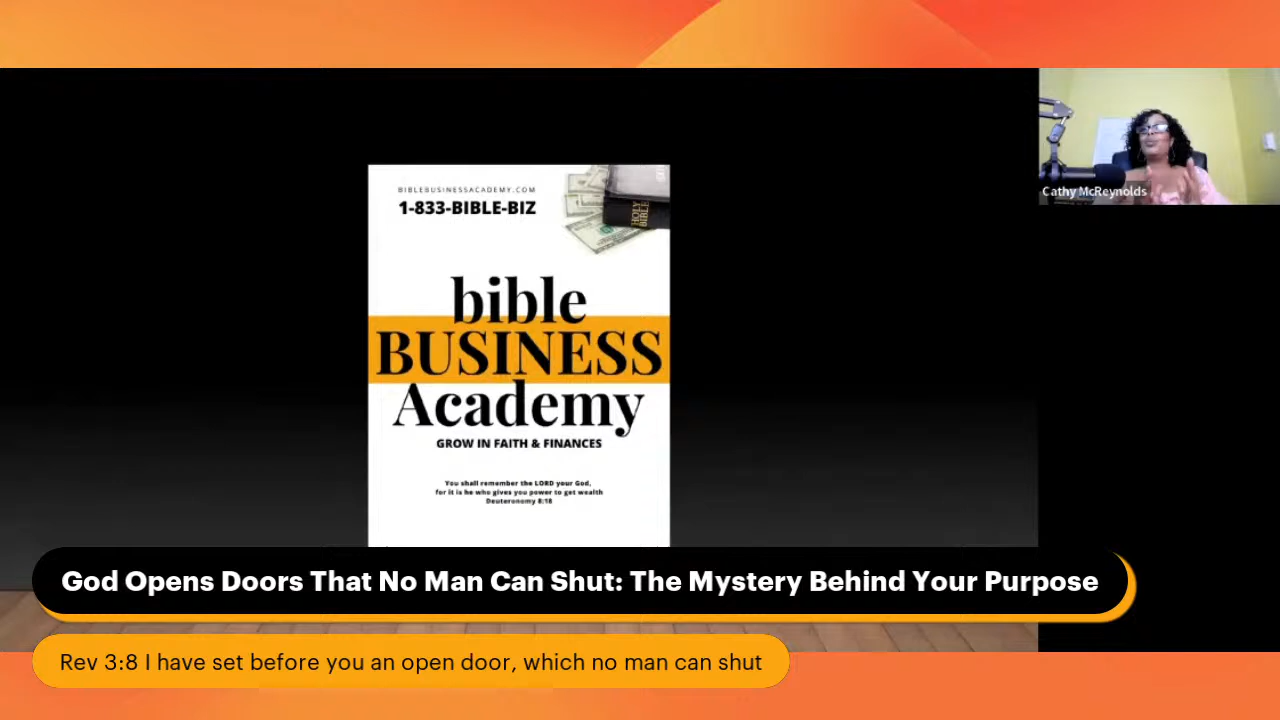 BIBLEBUSINESSACADEMY.COM
1-833-BIBLE-BIZ
HOLY
BIBLE
bible
BUSINESS
Academy
GROW IN FAITH & FINANCES
You shall remember the LORD your God,
for it is he who gives you power to get wealth
Deuteronomy 8:18
Cathy McReynolds
God Opens Doors That No Man Can Shut: The Mystery Behind Your Purpose
Rev 3:8 I have set before you an open door, which no man can shut